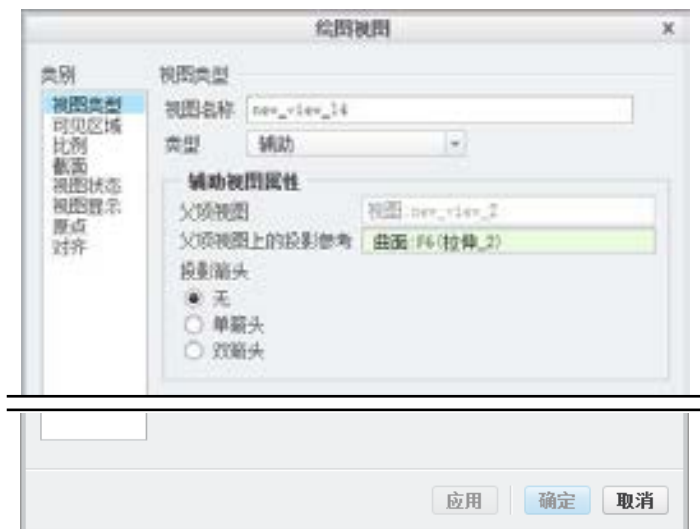 绘图视图
类别
视图类型
可见区域
比例
截面
视图状态
视图显示
原点
对齐
视图类型
视图名称 new_view_14
类型 辅助
辅助视图属性
父项视图 视图:new_view_2
父项视图上的投影参考 曲面:F6(拉伸_2)
投影箭头
无
单箭头
双箭头
应用 确定 取消